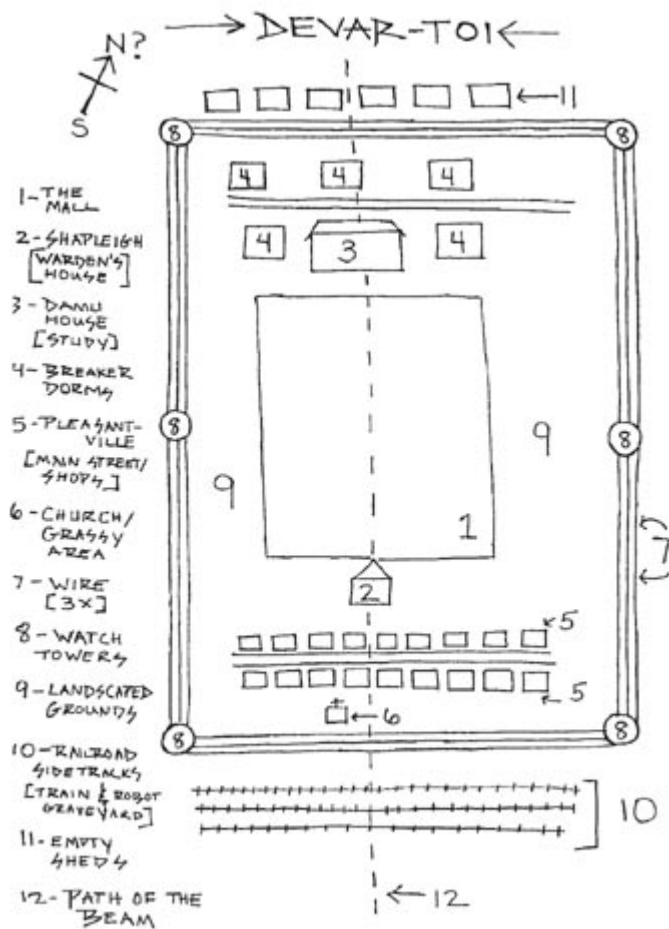 DEVAR-TOI
N?
S
11
8 8
4 4 4
4 3 4
1-THE
MALL
2-SHAPLEIGH
[WARDEN'S
HOUSE]
3-DAMLI
HOUSE
[STUDY]
4-BREAKER
DORMS
5-PLEASANT-
VILLE
[MAIN STREET/
SHOPS]
6-CHURCH/
GRASSY
AREA
7-WIRE
[3X]
8-WATCH
TOWERS
9-LANDSCAPED
GROUNDS
10-RAILROAD
SIDETRACKS
[TRAIN & ROBOT
GRAVEYARD]
11-EMPTY
SHEDS
12-PATH OF THE
BEAM
8 8
9
9
1
7
2
5
5
6
8 8
10
12